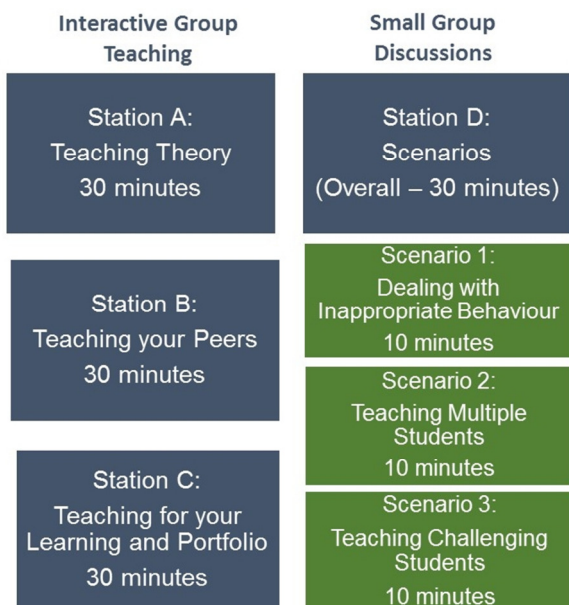 Interactive Group
Teaching
Station A:
Teaching Theory
30 minutes
Station B:
Teaching your Peers
30 minutes
Station C:
Teaching for your
Learning and Portfolio
30 minutes
Small Group
Discussions
Station D:
Scenarios
(Overall – 30 minutes)
Scenario 1:
Dealing with
Inappropriate Behaviour
10 minutes
Scenario 2:
Teaching Multiple
Students
10 minutes
Scenario 3:
Teaching Challenging
Students
10 minutes